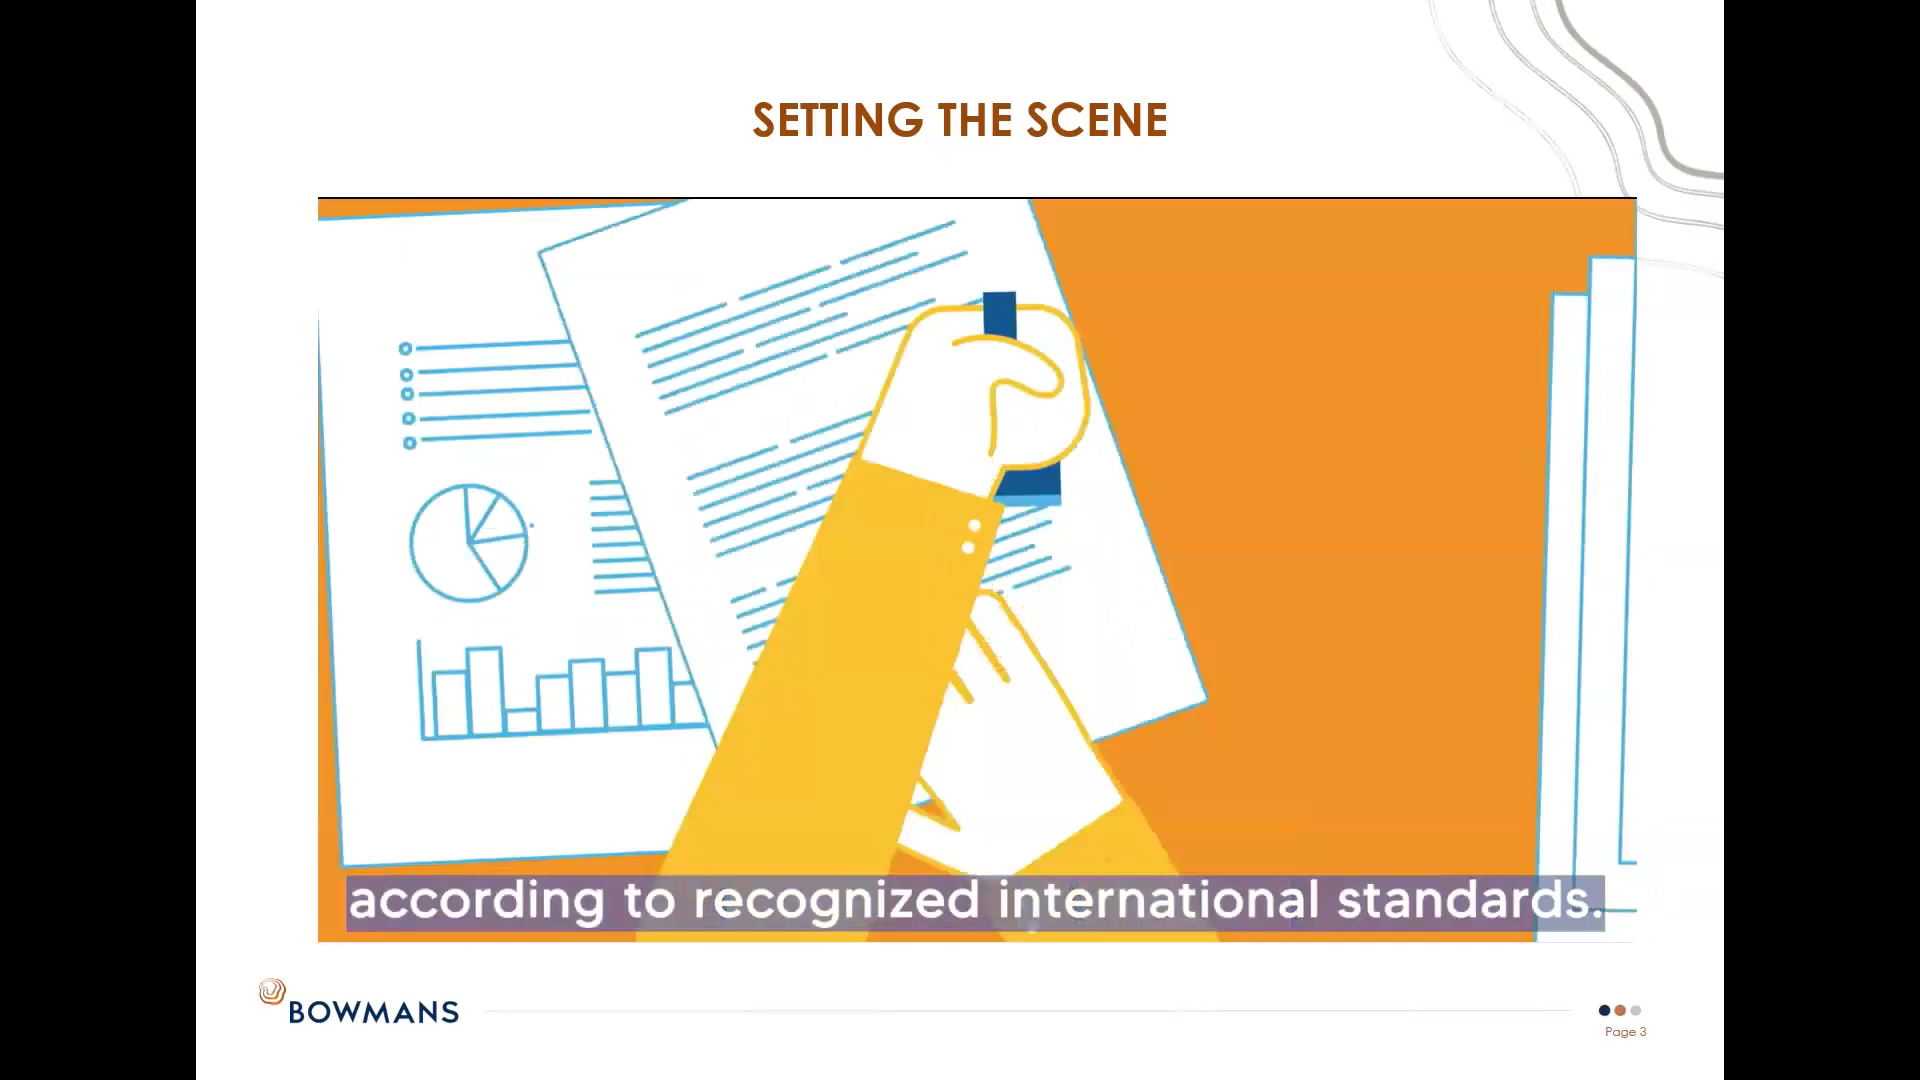 SETTING THE SCENE
according to recognized international standards.
BOWMANS
Page 3